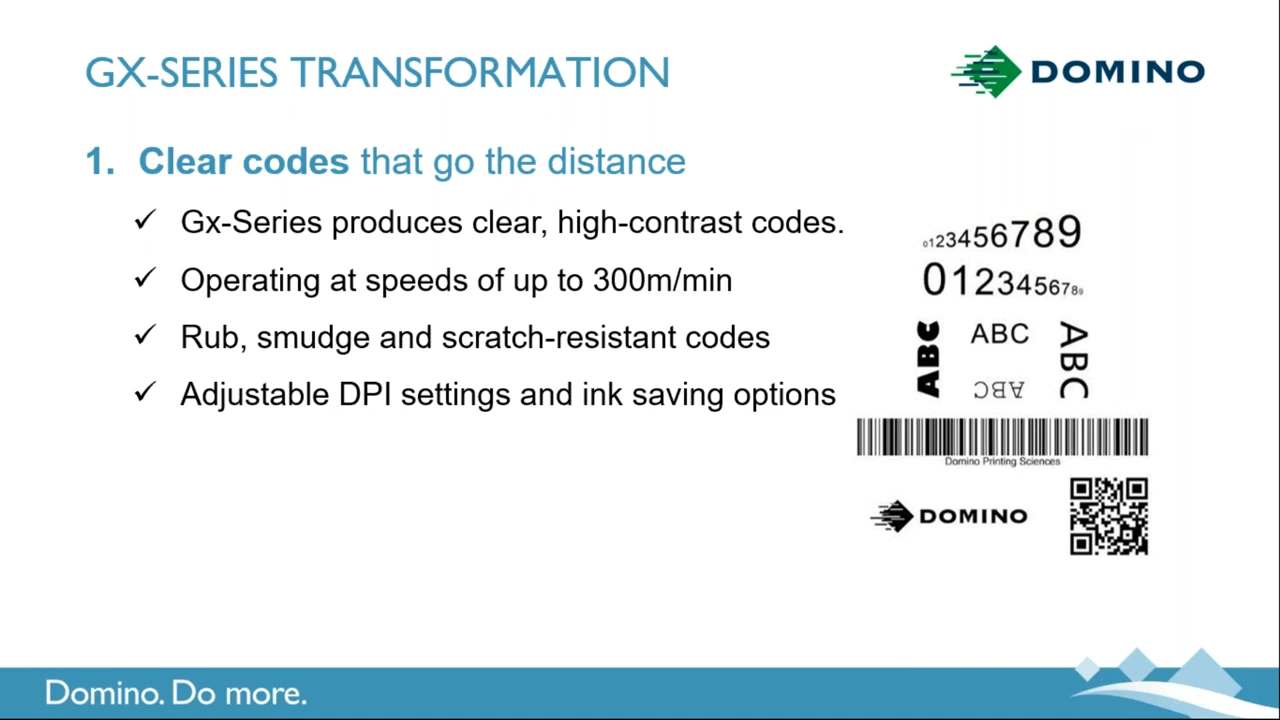 GX-SERIES TRANSFORMATION
DOMINO
1. Clear codes that go the distance
✓ Gx-Series produces clear, high-contrast codes.
✓ Operating at speeds of up to 300m/min
✓ Rub, smudge and scratch-resistant codes
✓ Adjustable DPI settings and ink saving options
0123456789
0123456789
ABC
ABC
ABC
ABC
Domino Printing Sciences
DOMINO
Domino. Do more.